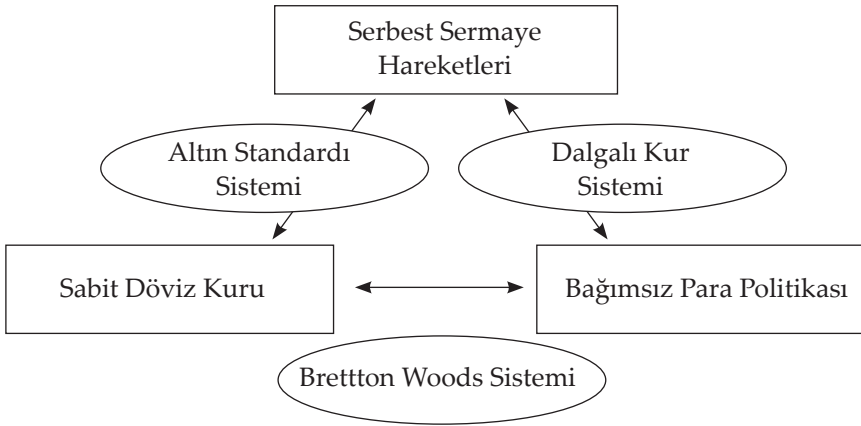 Serbest Sermaye
Hareketleri
Altın Standardı
Sistemi
Dalgalı Kur
Sistemi
Sabit Döviz Kuru
Bağımsız Para Politikası
Brettton Woods Sistemi